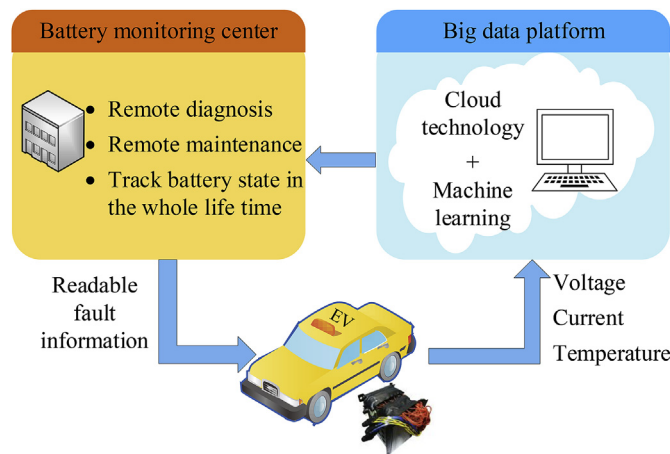 Battery monitoring center
• Remote diagnosis
• Remote maintenance
• Track battery state in
the whole life time
Big data platform
Cloud
technology
+
Machine
learning
Readable
fault
information
EV
Voltage
Current
Temperature